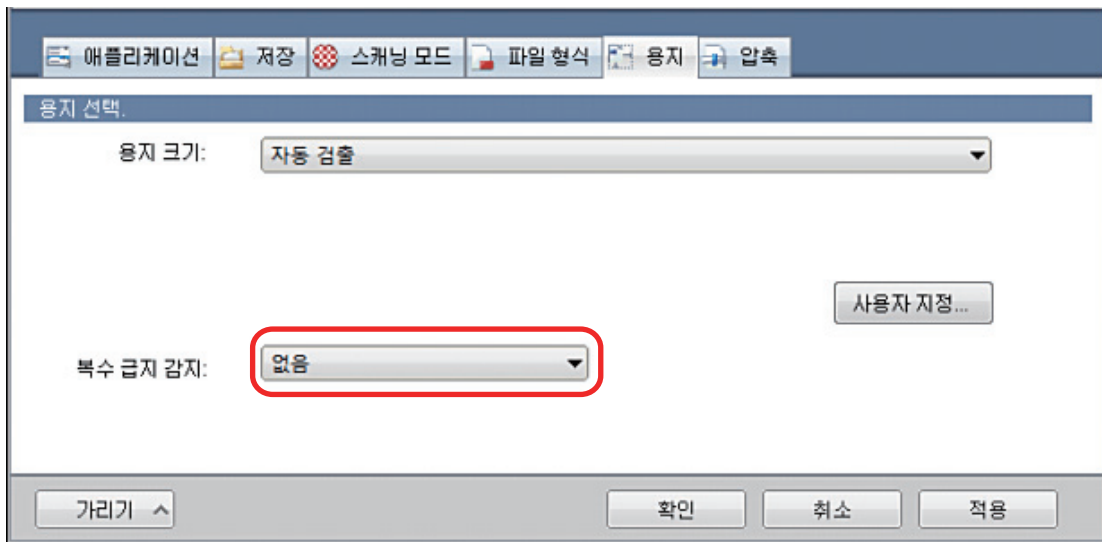 애플리케이션 저장 스캐닝 모드 파일 형식 용지 압축
용지 선택.
용지 크기: 자동 검출
사용자 지정...
복수 급지 감지: 없음
가리기 확인 취소 적용